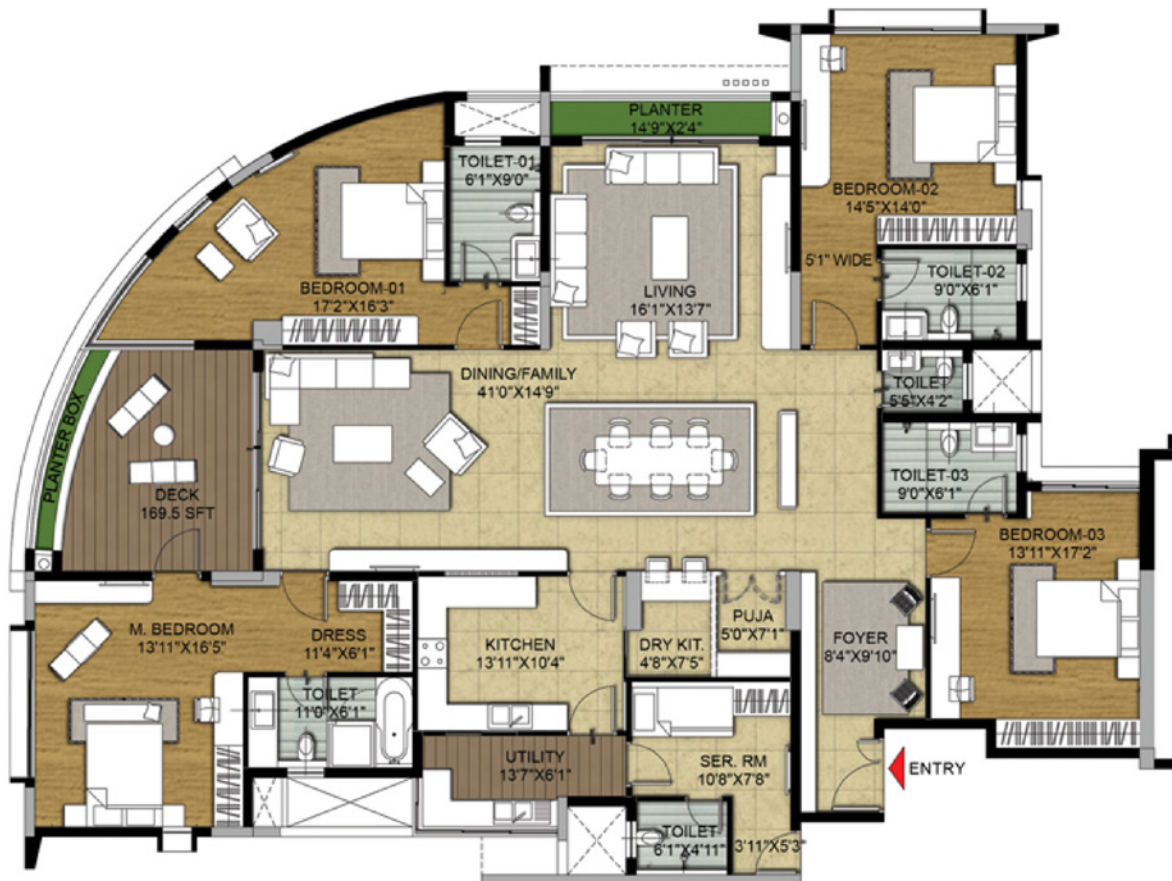 PLANTER
14'9"X2'4"
TOILET-01
6'1"X9'0"
BEDROOM-02
14'5"X14'0"
5'1" WIDE
TOILET-02
9'0"X6'1"
BEDROOM-01
17'2"X16'3"
LIVING
16'1"X13'7"
DINING/FAMILY
41'0"X14'9"
TOILET
5'5"X4'2"
PLANTER BOX
DECK
169.5 SFT
TOILET-03
9'0"X6'1"
BEDROOM-03
13'11"X17'2"
M. BEDROOM
13'11"X16'5"
DRESS
11'4"X6'1"
KITCHEN
13'11"X10'4"
DRY KIT.
4'8"X7'5"
PUJA
5'0"X7'1"
FOYER
8'4"X9'10"
TOILET
11'0"X6'1"
UTILITY
13'7"X6'1"
SER. RM
10'8"X7'8"
ENTRY
TOILET
6'1"X4'11"
3'11"X5'3"